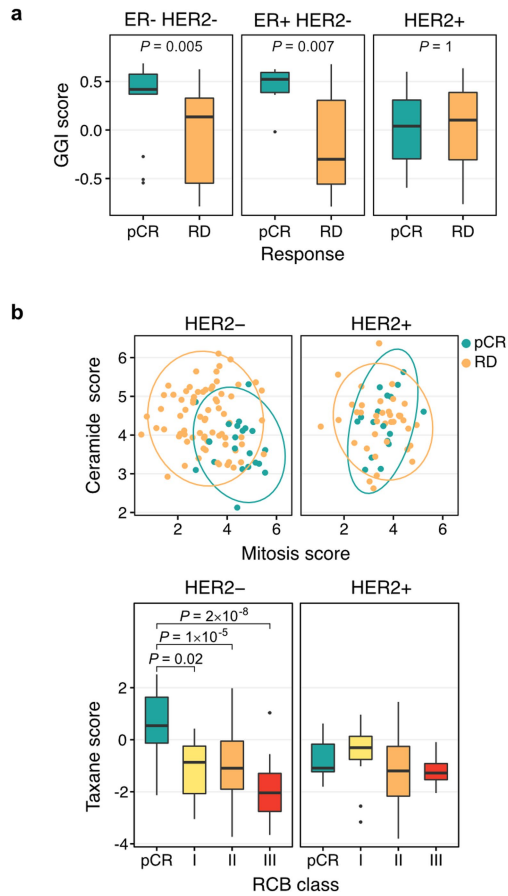 a
ER- HER2- ER+ HER2- HER2+
P = 0.005 P = 0.007 P = 1
GGI score
0.5
0.0
-0.5
pCR RD pCR RD pCR RD
Response
b
HER2– HER2+
pCR
RD
Ceramide score
6
5
4
3
2
2 4 6 2 4 6
Mitosis score
HER2– HER2+
P = 2×10-8
P = 1×10-5
P = 0.02
Taxane score
2
0
-2
-4
pCR I II III pCR I II III
RCB class